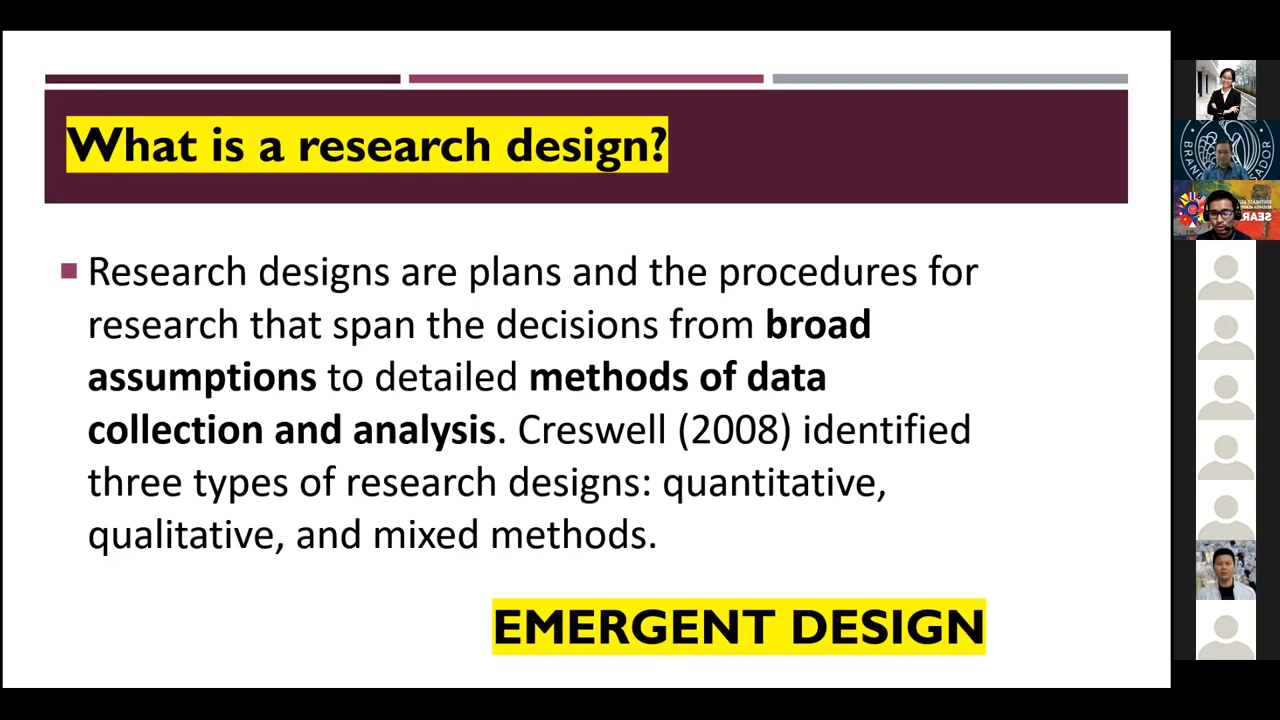 What is a research design?
Research designs are plans and the procedures for
research that span the decisions from broad
assumptions to detailed methods of data
collection and analysis. Creswell (2008) identified
three types of research designs: quantitative,
qualitative, and mixed methods.
EMERGENT DESIGN